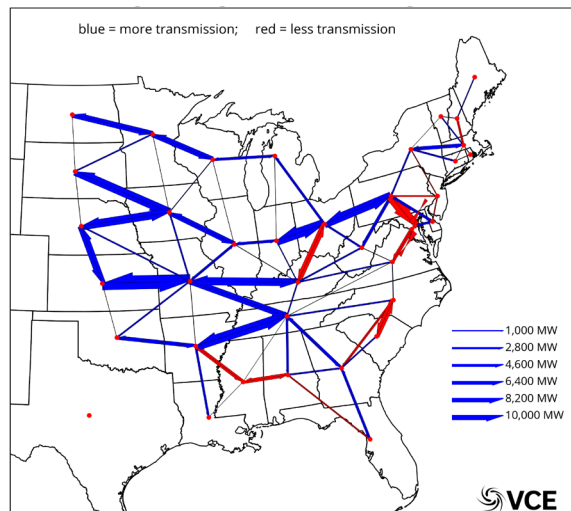 blue = more transmission; red = less transmission
1,000 MW
2,800 MW
4,600 MW
6,400 MW
8,200 MW
10,000 MW
VCE